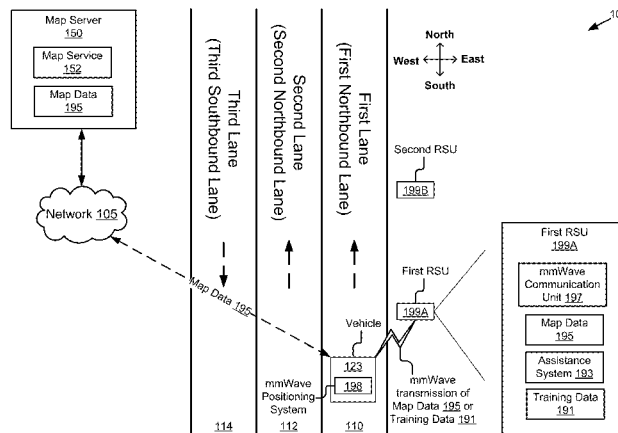 Map Server
150
Map Service
152
Map Data
195
Network 105
Map Data 195
Third Lane
(Third Southbound Lane)
Second Lane
(Second Northbound Lane)
First Lane
(First Northbound Lane)
North
West
East
South
10
Second RSU
199B
First RSU
199A
Vehicle
123
198
mmWave
Positioning
System
mmWave
transmission of
Map Data 195 or
Training Data
191
114
112
110
First RSU
199A
mmWave
Communication
Unit 197
Map Data
195
Assistance
System 193
Training Data
191